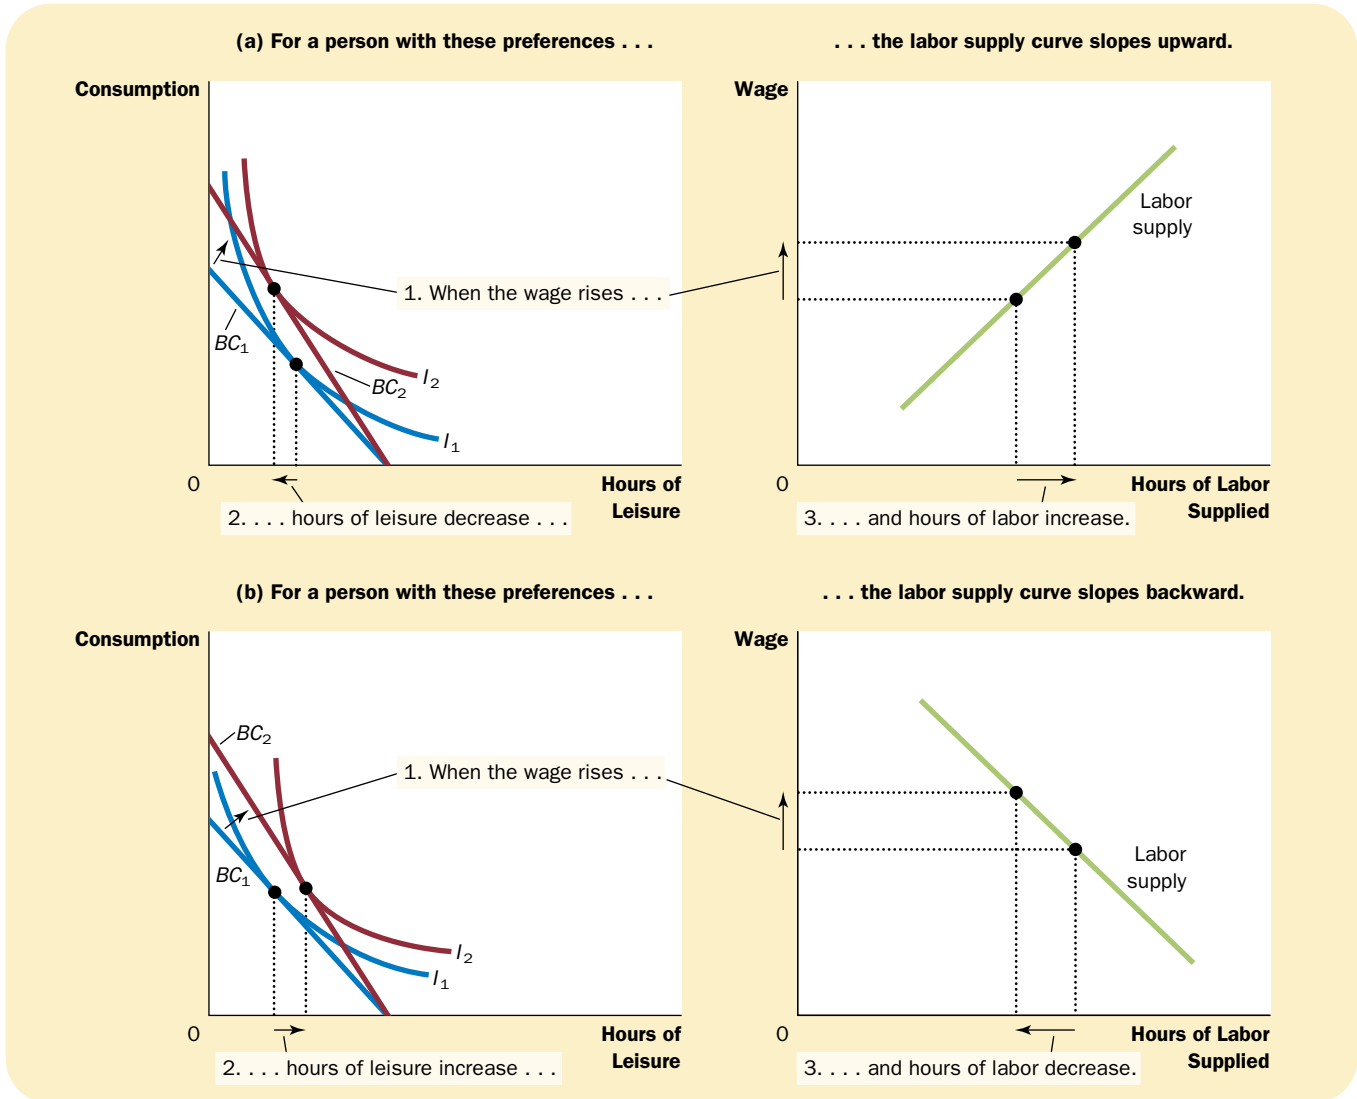 (a) For a person with these preferences . . .
. . . the labor supply curve slopes upward.
Consumption
BC₁
I₂
BC₂
I₁
0
Hours of
Leisure
1. When the wage rises . . .
2. . . . hours of leisure decrease . . .
Wage
Labor
supply
0
Hours of Labor
Supplied
3. . . . and hours of labor increase.
(b) For a person with these preferences . . .
. . . the labor supply curve slopes backward.
Consumption
BC₂
BC₁
I₂
I₁
0
Hours of
Leisure
1. When the wage rises . . .
2. . . . hours of leisure increase . . .
Wage
Labor
supply
0
Hours of Labor
Supplied
3. . . . and hours of labor decrease.